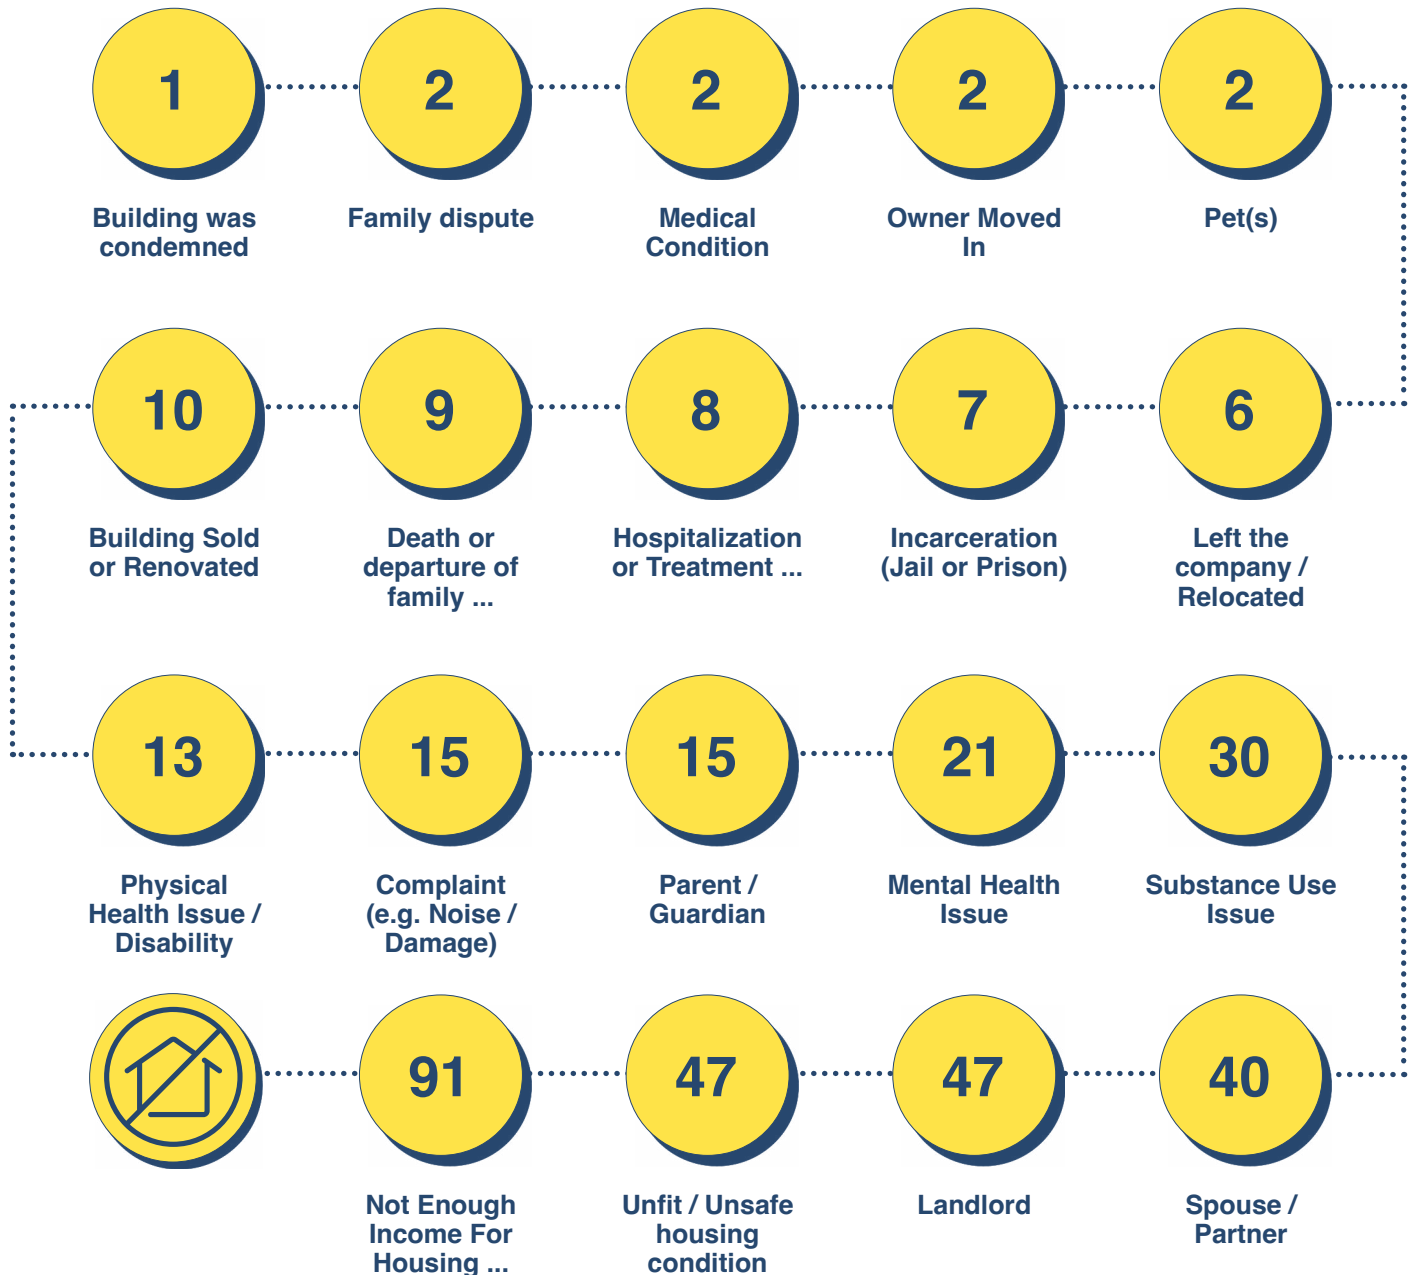 1
2
2
2
2
Building was
condemned
Family dispute
Medical
Condition
Owner Moved
In
Pet(s)
10
9
8
7
6
Building Sold
or Renovated
Death or
departure of
family ...
Hospitalization
or Treatment ...
Incarceration
(Jail or Prison)
Left the
company /
Relocated
13
15
15
21
30
Physical
Health Issue /
Disability
Complaint
(e.g. Noise /
Damage)
Parent /
Guardian
Mental Health
Issue
Substance Use
Issue
91
47
47
40
Not Enough
Income For
Housing ...
Unfit / Unsafe
housing
condition
Landlord
Spouse /
Partner